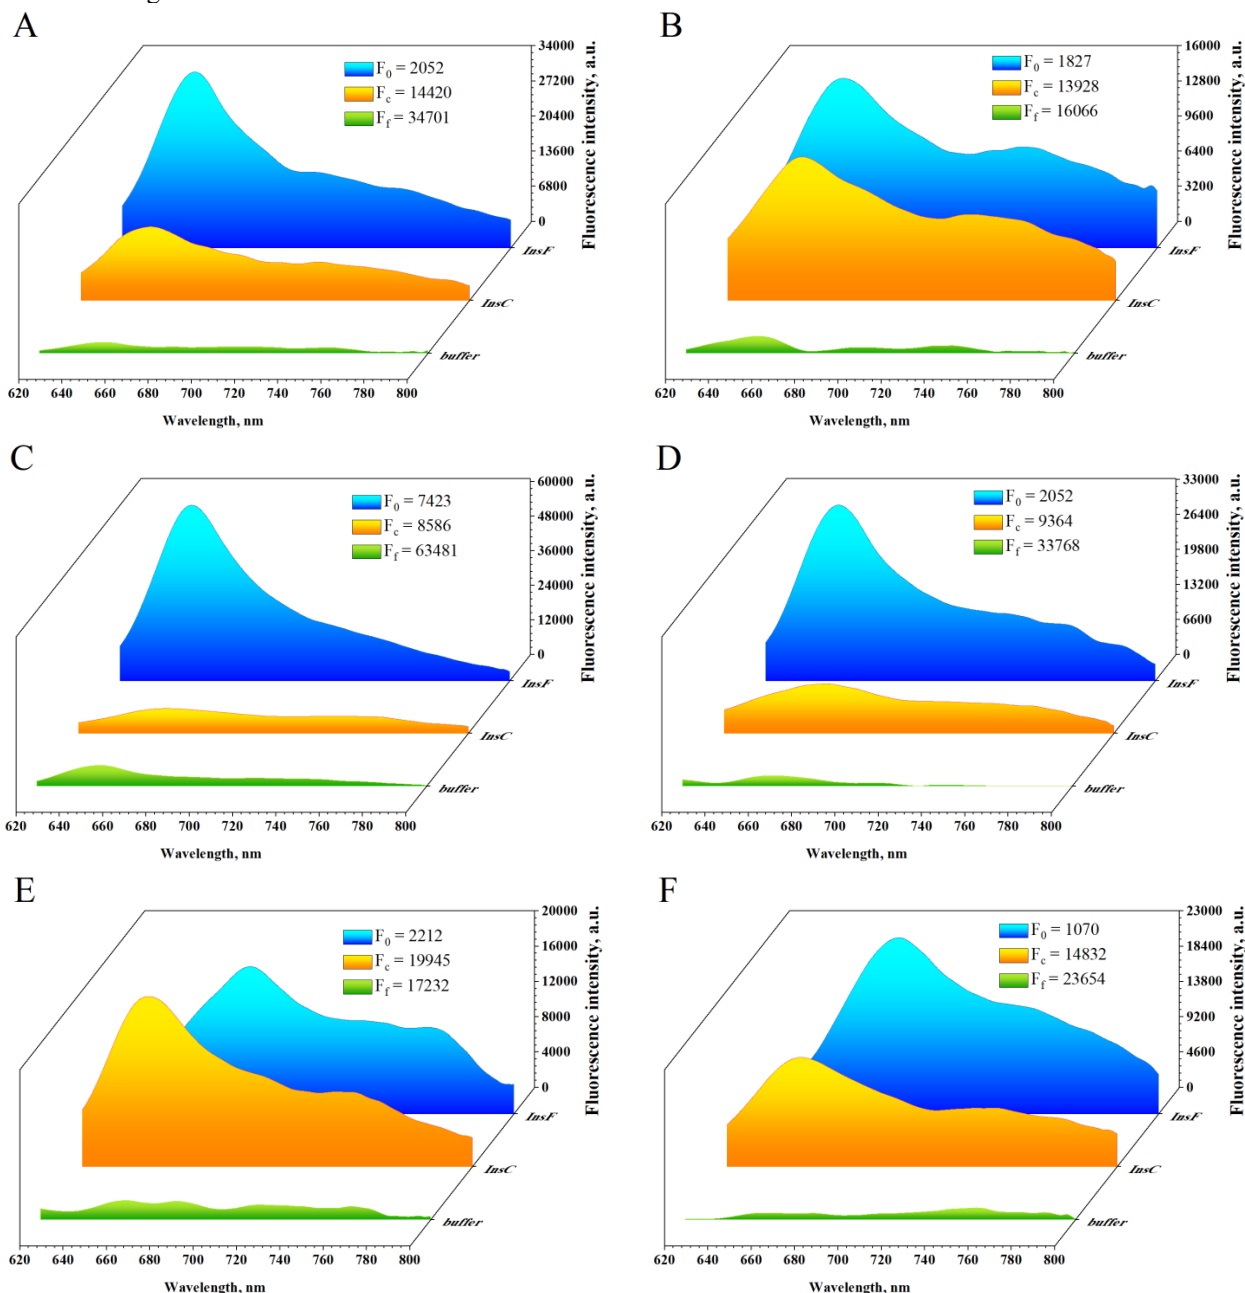 A
34000
27200
20400
13600
6800
0
Fluorescence intensity, a.u.
F0 = 2052
Fc = 14420
Ff = 34701
InsF
InsC
buffer
620 640 660 680 700 720 740 760 780 800
Wavelength, nm
B
16000
12800
9600
6400
3200
0
Fluorescence intensity, a.u.
F0 = 1827
Fc = 13928
Ff = 16066
InsF
InsC
buffer
620 640 660 680 700 720 740 760 780 800
Wavelength, nm
C
60000
48000
36000
24000
12000
0
Fluorescence intensity, a.u.
F0 = 7423
Fc = 8586
Ff = 63481
InsF
InsC
buffer
620 640 660 680 700 720 740 760 780 800
Wavelength, nm
D
33000
26400
19800
13200
6600
0
Fluorescence intensity, a.u.
F0 = 2052
Fc = 9364
Ff = 33768
InsF
InsC
buffer
620 640 660 680 700 720 740 760 780 800
Wavelength, nm
E
20000
16000
12000
8000
4000
0
Fluorescence intensity, a.u.
F0 = 2212
Fc = 19945
Ff = 17232
InsF
InsC
buffer
620 640 660 680 700 720 740 760 780 800
Wavelength, nm
F
23000
18400
13800
9200
4600
0
Fluorescence intensity, a.u.
F0 = 1070
Fc = 14832
Ff = 23654
InsF
InsC
buffer
620 640 660 680 700 720 740 760 780 800
Wavelength, nm